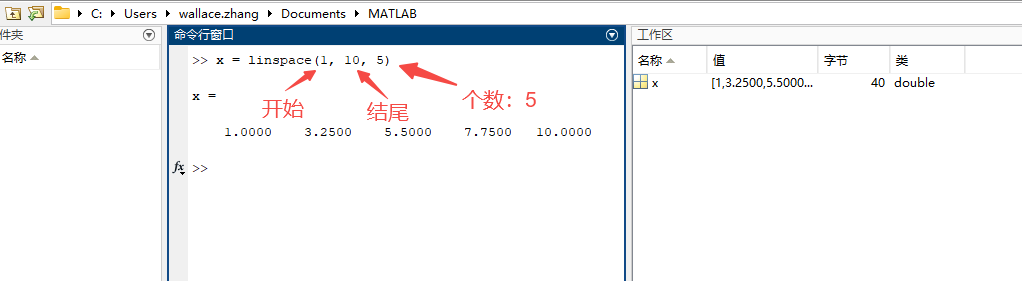 C: Users wallace.zhang Documents MATLAB
件夹
名称
命令行窗口
>> x = linspace(1, 10, 5)
开始
结尾
个数：5
x =
1.0000 3.2500 5.5000 7.7500 10.0000
fx >>
工作区
名称 值 字节 类
x [1,3.2500,5.5000... 40 double